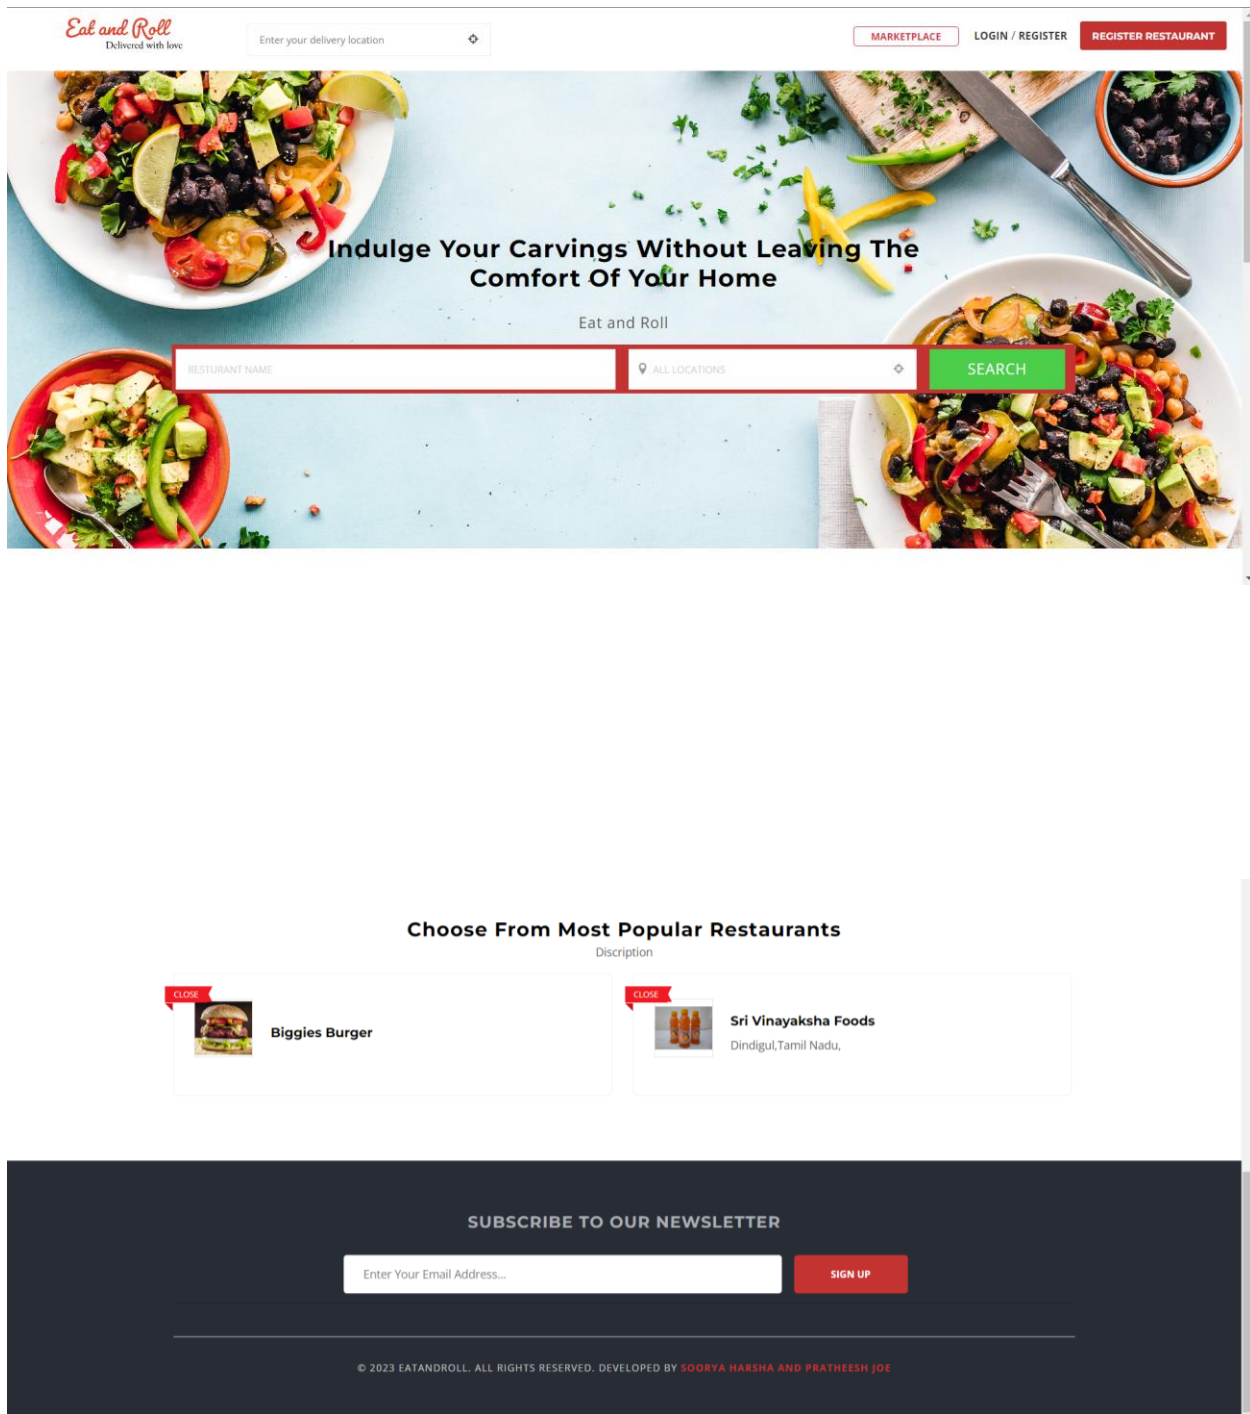 Eat and Roll
Delivered with love
Enter your delivery location
MARKETPLACE
LOGIN / REGISTER
REGISTER RESTAURANT
Indulge Your Carvings Without Leaving The
Comfort Of Your Home
Eat and Roll
RESTURANT NAME
ALL LOCATIONS
SEARCH
Choose From Most Popular Restaurants
Discription
CLOSE
Biggies Burger
CLOSE
Sri Vinayaksha Foods
Dindigul,Tamil Nadu,
SUBSCRIBE TO OUR NEWSLETTER
Enter Your Email Address...
SIGN UP
© 2023 EATANDROLL. ALL RIGHTS RESERVED. DEVELOPED BY SOORYA HARSHA AND PRATHEESH JOE